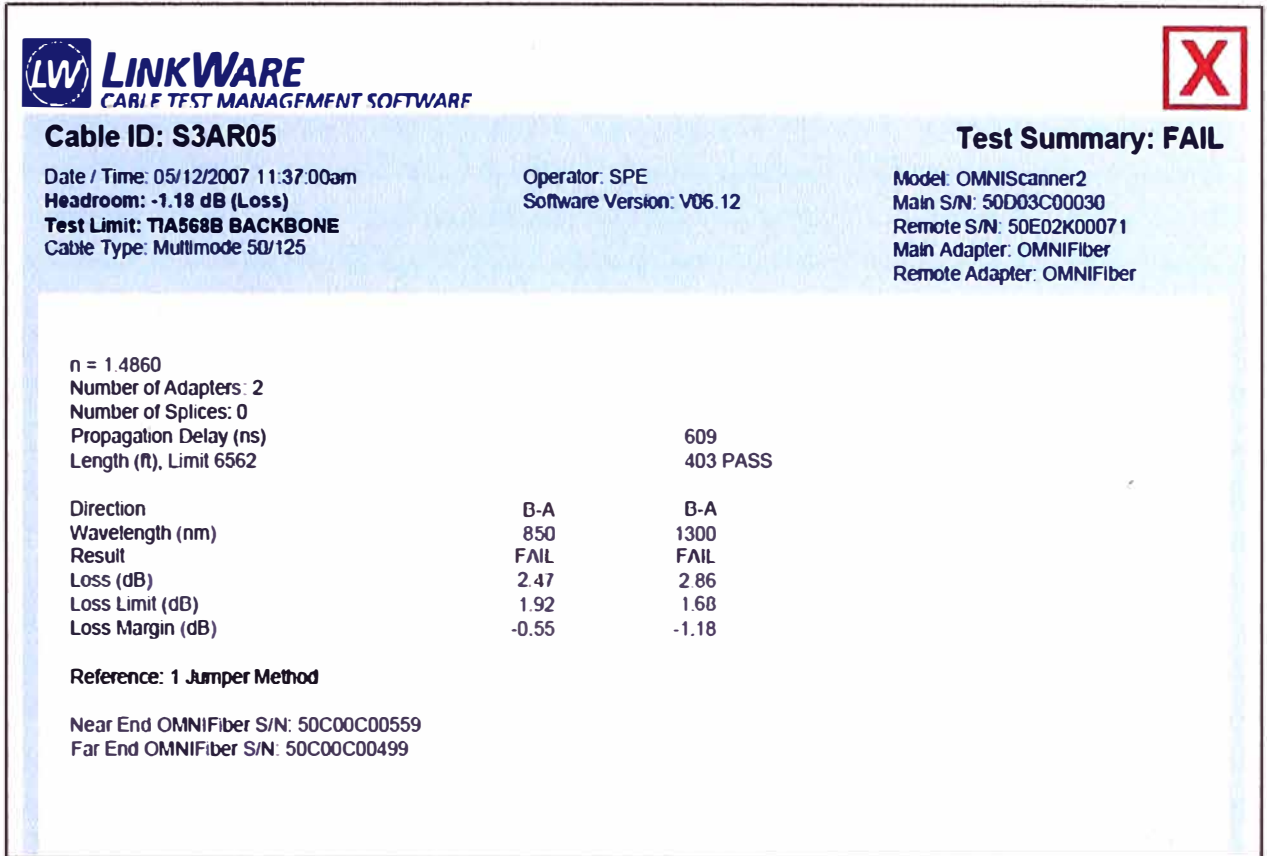 LW LINKWARE
CABLE TEST MANAGEMENT SOFTWARE
X
Cable ID: S3AR05
Test Summary: FAIL
Date / Time: 05/12/2007 11:37:00am
Headroom: -1.18 dB (Loss)
Test Limit: TIA568B BACKBONE
Cable Type: Multimode 50/125
Operator: SPE
Software Version: V06.12
Model: OMNIScanner2
Main S/N: 50D03C00030
Remote S/N: 50E02K00071
Main Adapter: OMNIFiber
Remote Adapter: OMNIFiber
n = 1.4860
Number of Adapters: 2
Number of Splices: 0
Propagation Delay (ns) 609
Length (ft), Limit 6562 403 PASS
Direction B-A B-A
Wavelength (nm) 850 1300
Result FAIL FAIL
Loss (dB) 2.47 2.86
Loss Limit (dB) 1.92 1.68
Loss Margin (dB) -0.55 -1.18
Reference: 1 Jumper Method
Near End OMNIFiber S/N: 50C00C00559
Far End OMNIFiber S/N: 50C00C00499